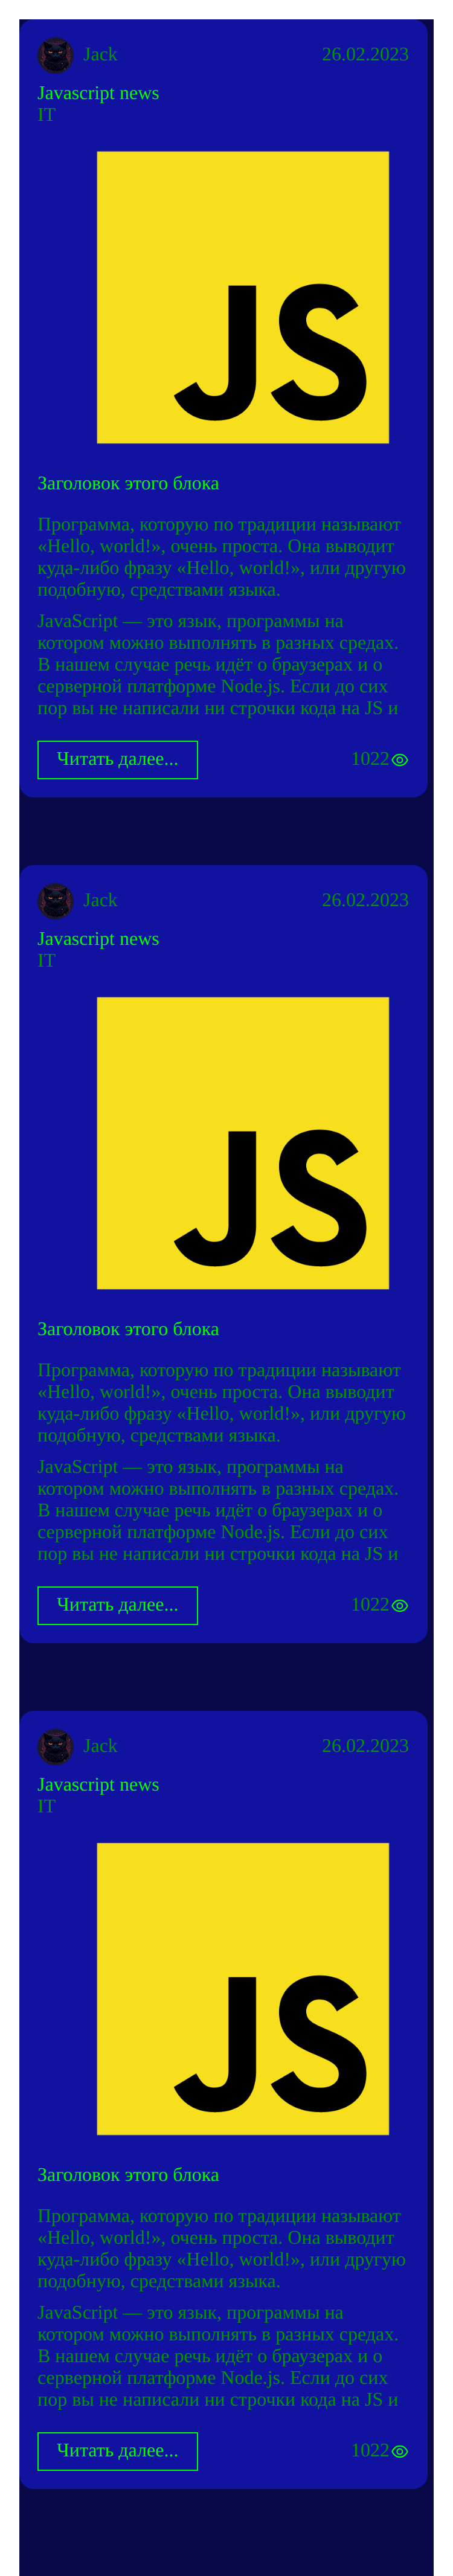 Jack 26.02.2023
Javascript news
IT
JS
Заголовок этого блока
Программа, которую по традиции называют
«Hello, world!», очень проста. Она выводит
куда-либо фразу «Hello, world!», или другую
подобную, средствами языка.
JavaScript — это язык, программы на
котором можно выполнять в разных средах.
В нашем случае речь идёт о браузерах и о
серверной платформе Node.js. Если до сих
пор вы не написали ни строчки кода на JS и
Читать далее... 1022
Jack 26.02.2023
Javascript news
IT
JS
Заголовок этого блока
Программа, которую по традиции называют
«Hello, world!», очень проста. Она выводит
куда-либо фразу «Hello, world!», или другую
подобную, средствами языка.
JavaScript — это язык, программы на
котором можно выполнять в разных средах.
В нашем случае речь идёт о браузерах и о
серверной платформе Node.js. Если до сих
пор вы не написали ни строчки кода на JS и
Читать далее... 1022
Jack 26.02.2023
Javascript news
IT
JS
Заголовок этого блока
Программа, которую по традиции называют
«Hello, world!», очень проста. Она выводит
куда-либо фразу «Hello, world!», или другую
подобную, средствами языка.
JavaScript — это язык, программы на
котором можно выполнять в разных средах.
В нашем случае речь идёт о браузерах и о
серверной платформе Node.js. Если до сих
пор вы не написали ни строчки кода на JS и
Читать далее... 1022